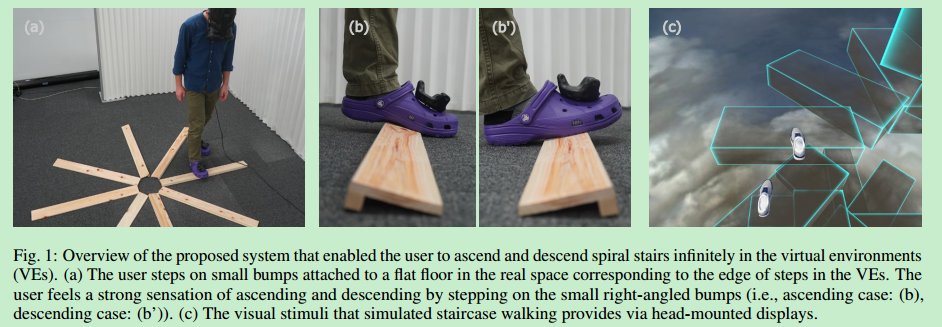 (a)
(b)
(b')
(c)
Fig. 1: Overview of the proposed system that enabled the user to ascend and descend spiral stairs infinitely in the virtual environments
(VEs). (a) The user steps on small bumps attached to a flat floor in the real space corresponding to the edge of steps in the VEs. The
user feels a strong sensation of ascending and descending by stepping on the small right-angled bumps (i.e., ascending case: (b),
descending case: (b')). (c) The visual stimuli that simulated staircase walking provides via head-mounted displays.